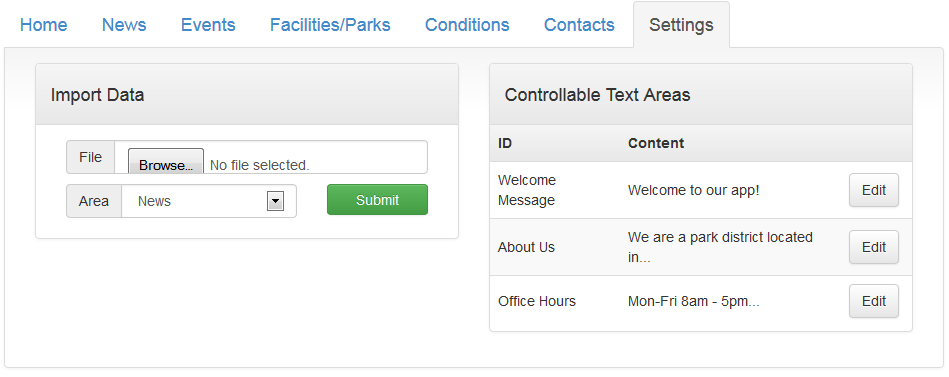 Home News Events Facilities/Parks Conditions Contacts Settings
Import Data
File Browse... No file selected.
Area News Submit
Controllable Text Areas
ID Content
Welcome
Message Welcome to our app! Edit
About Us We are a park district located
in... Edit
Office Hours Mon-Fri 8am - 5pm... Edit